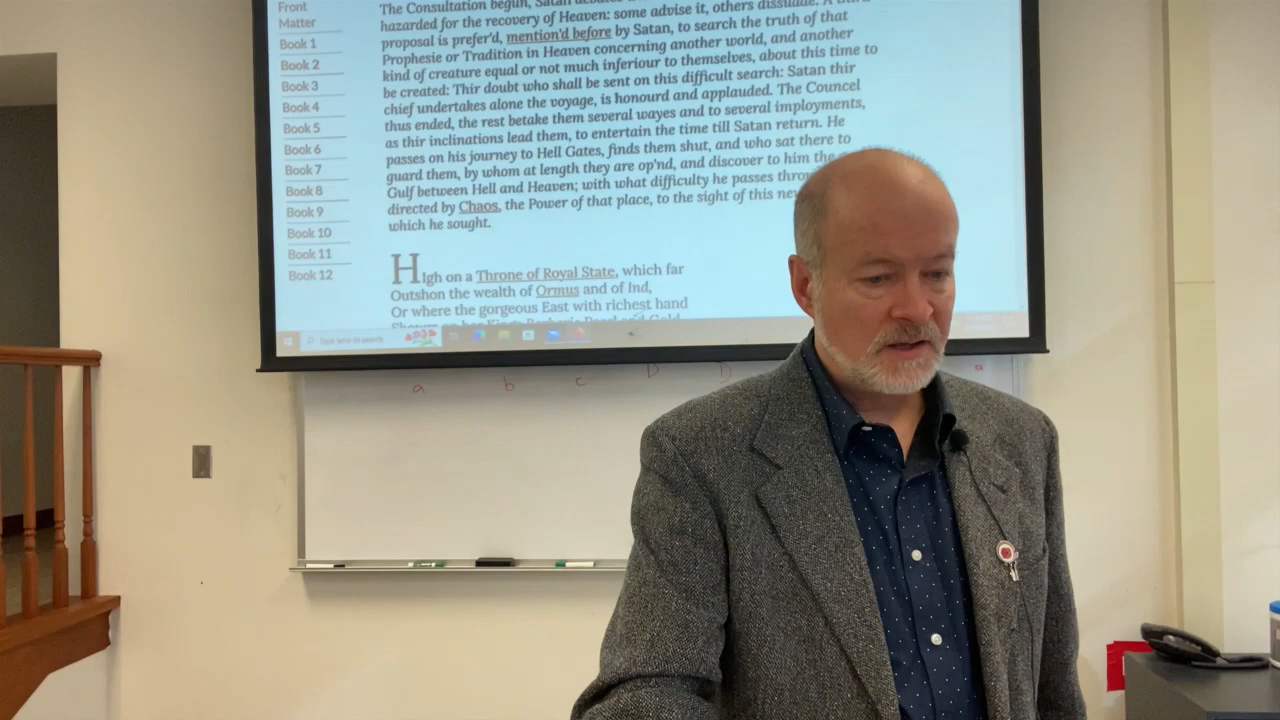 Front
Matter
Book 1
Book 2
Book 3
Book 4
Book 5
Book 6
Book 7
Book 8
Book 9
Book 10
Book 11
Book 12
The Consultation begun, Satan debates
hazarded for the recovery of Heaven: some advise it, others dissuade. A third
proposal is prefer'd, mention'd before by Satan, to search the truth of that
Prophesie or Tradition in Heaven concerning another world, and another
kind of creature equal or not much inferiour to themselves, about this time to
be created: Thir doubt who shall be sent on this difficult search: Satan thir
chief undertakes alone the voyage, is honourd and applauded. The Councel
thus ended, the rest betake them several wayes and to several imployments,
as thir inclinations lead them, to entertain the time till Satan return. He
passes on his journey to Hell Gates, finds them shut, and who sat there to
guard them, by whom at length they are op'nd, and discover to him the
Gulf between Hell and Heaven; with what difficulty he passes
directed by Chaos, the Power of that place, to the sight of this
which he sought.
HIgh on a Throne of Royal State, which far
Outshon the wealth of Ormus and of Ind,
Or where the gorgeous East with richest hand
Type here to search
a b c D D a